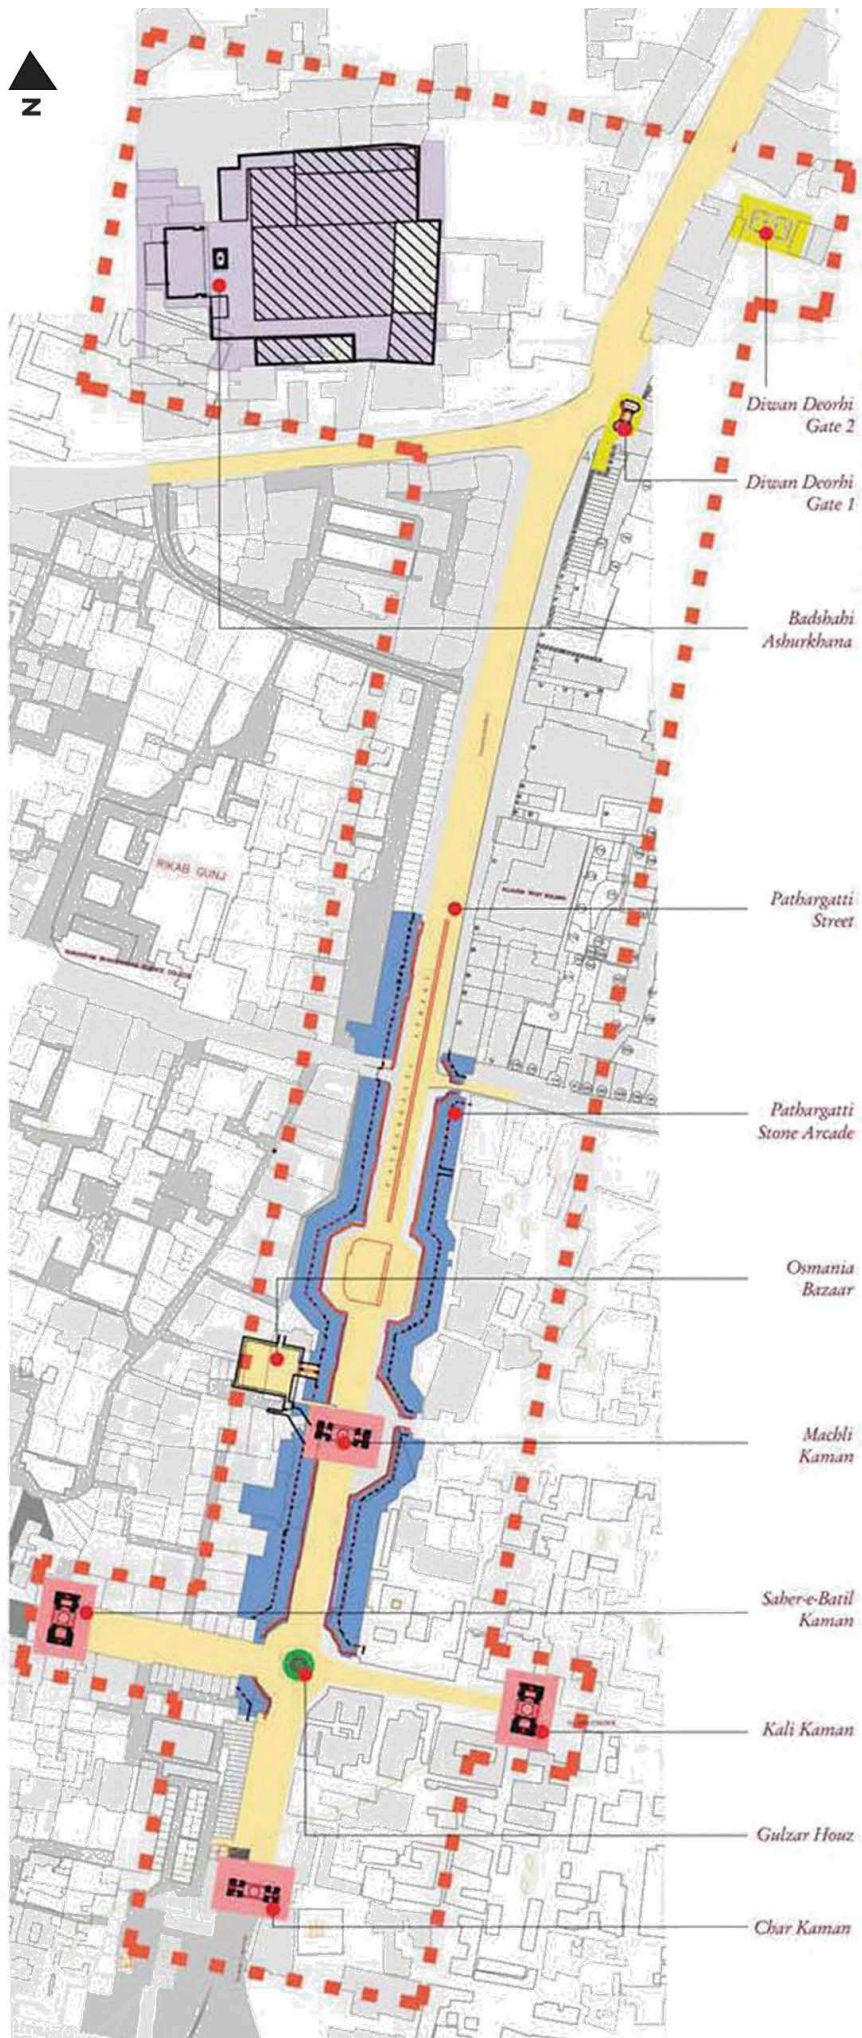 N
Diwan Deorhi
Gate 2
Diwan Deorhi
Gate 1
Badshahi
Ashurkhana
RIKAB GUNJ
Pathargatti
Street
Pathargatti
Stone Arcade
Osmania
Bazaar
Machli
Kaman
Saher-e-Batil
Kaman
Kali Kaman
Gulzar Houz
Char Kaman